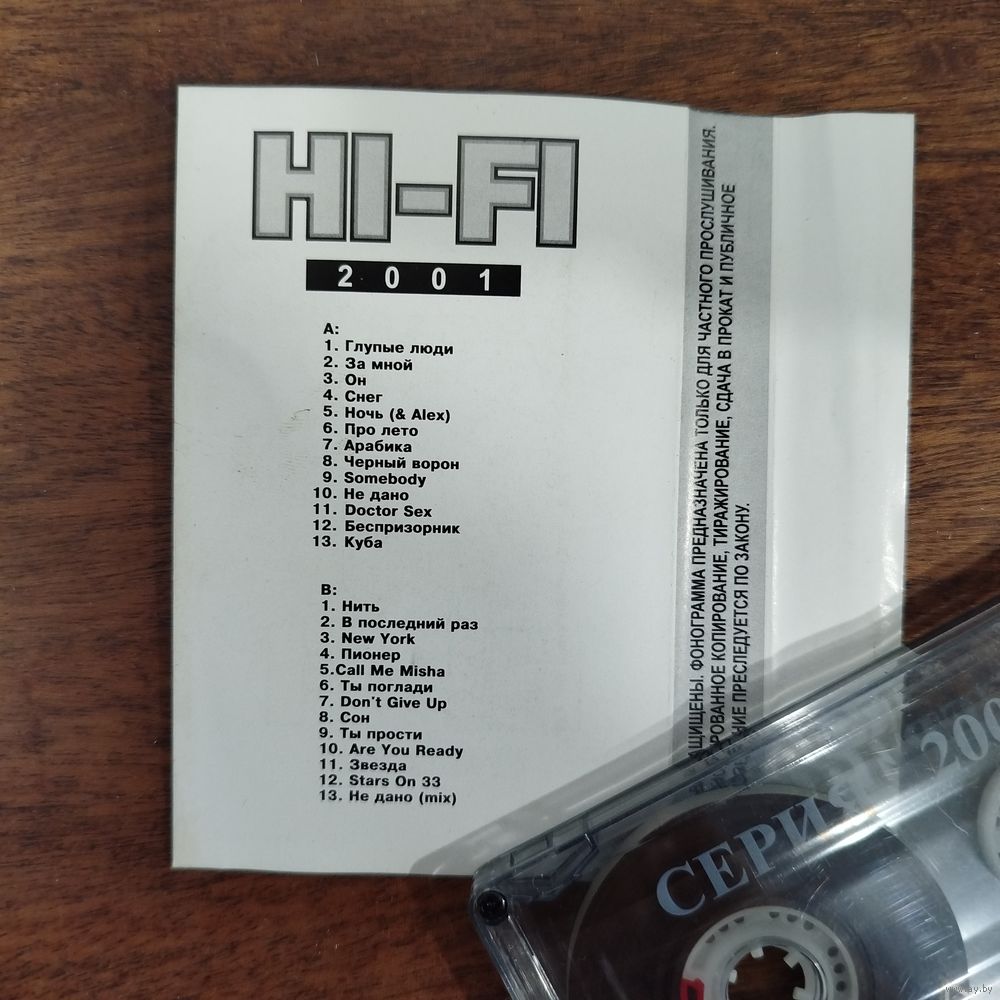 HI-FI
2001
A:
1. Глупые люди
2. За мной
3. Он
4. Снег
5. Ночь (& Alex)
6. Про лето
7. Арабика
8. Черный ворон
9. Somebody
10. Не дано
11. Doctor Sex
12. Беспризорник
13. Куба
B:
1. Нить
2. В последний раз
3. New York
4. Пионер
5.Call Me Misha
6. Ты поглади
7. Don't Give Up
8. Сон
9. Ты прости
10. Are You Ready
11. Звезда
12. Stars On 33
13. Не дано (mix)
ФОНОГРАММА ПРЕДНАЗНАЧЕНА ТОЛЬКО ДЛЯ ЧАСТНОГО ПРОСЛУШИВАНИЯ.
КОПИРОВАНИЕ, ТИРАЖИРОВАНИЕ, СДАЧА В ПРОКАТ И ПУБЛИЧНОЕ
ПРЕСЛЕДУЕТСЯ ПО ЗАКОНУ.
СЕРИЯ
www.ay.by